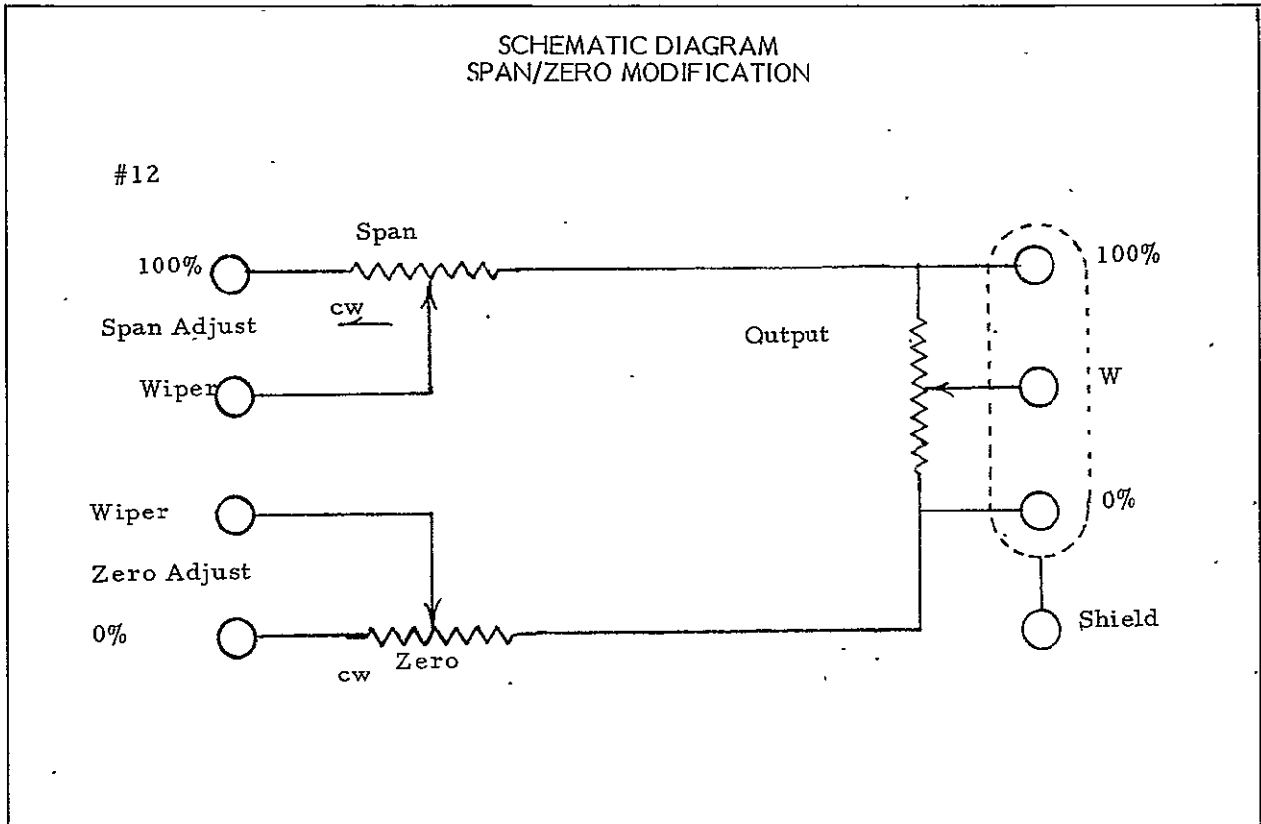 SCHEMATIC DIAGRAM
SPAN/ZERO MODIFICATION
#12
Span
100%
100%
cw
Span Adjust
Output
Wiper
W
Wiper
0%
Zero Adjust
0%
Zero
Shield
cw